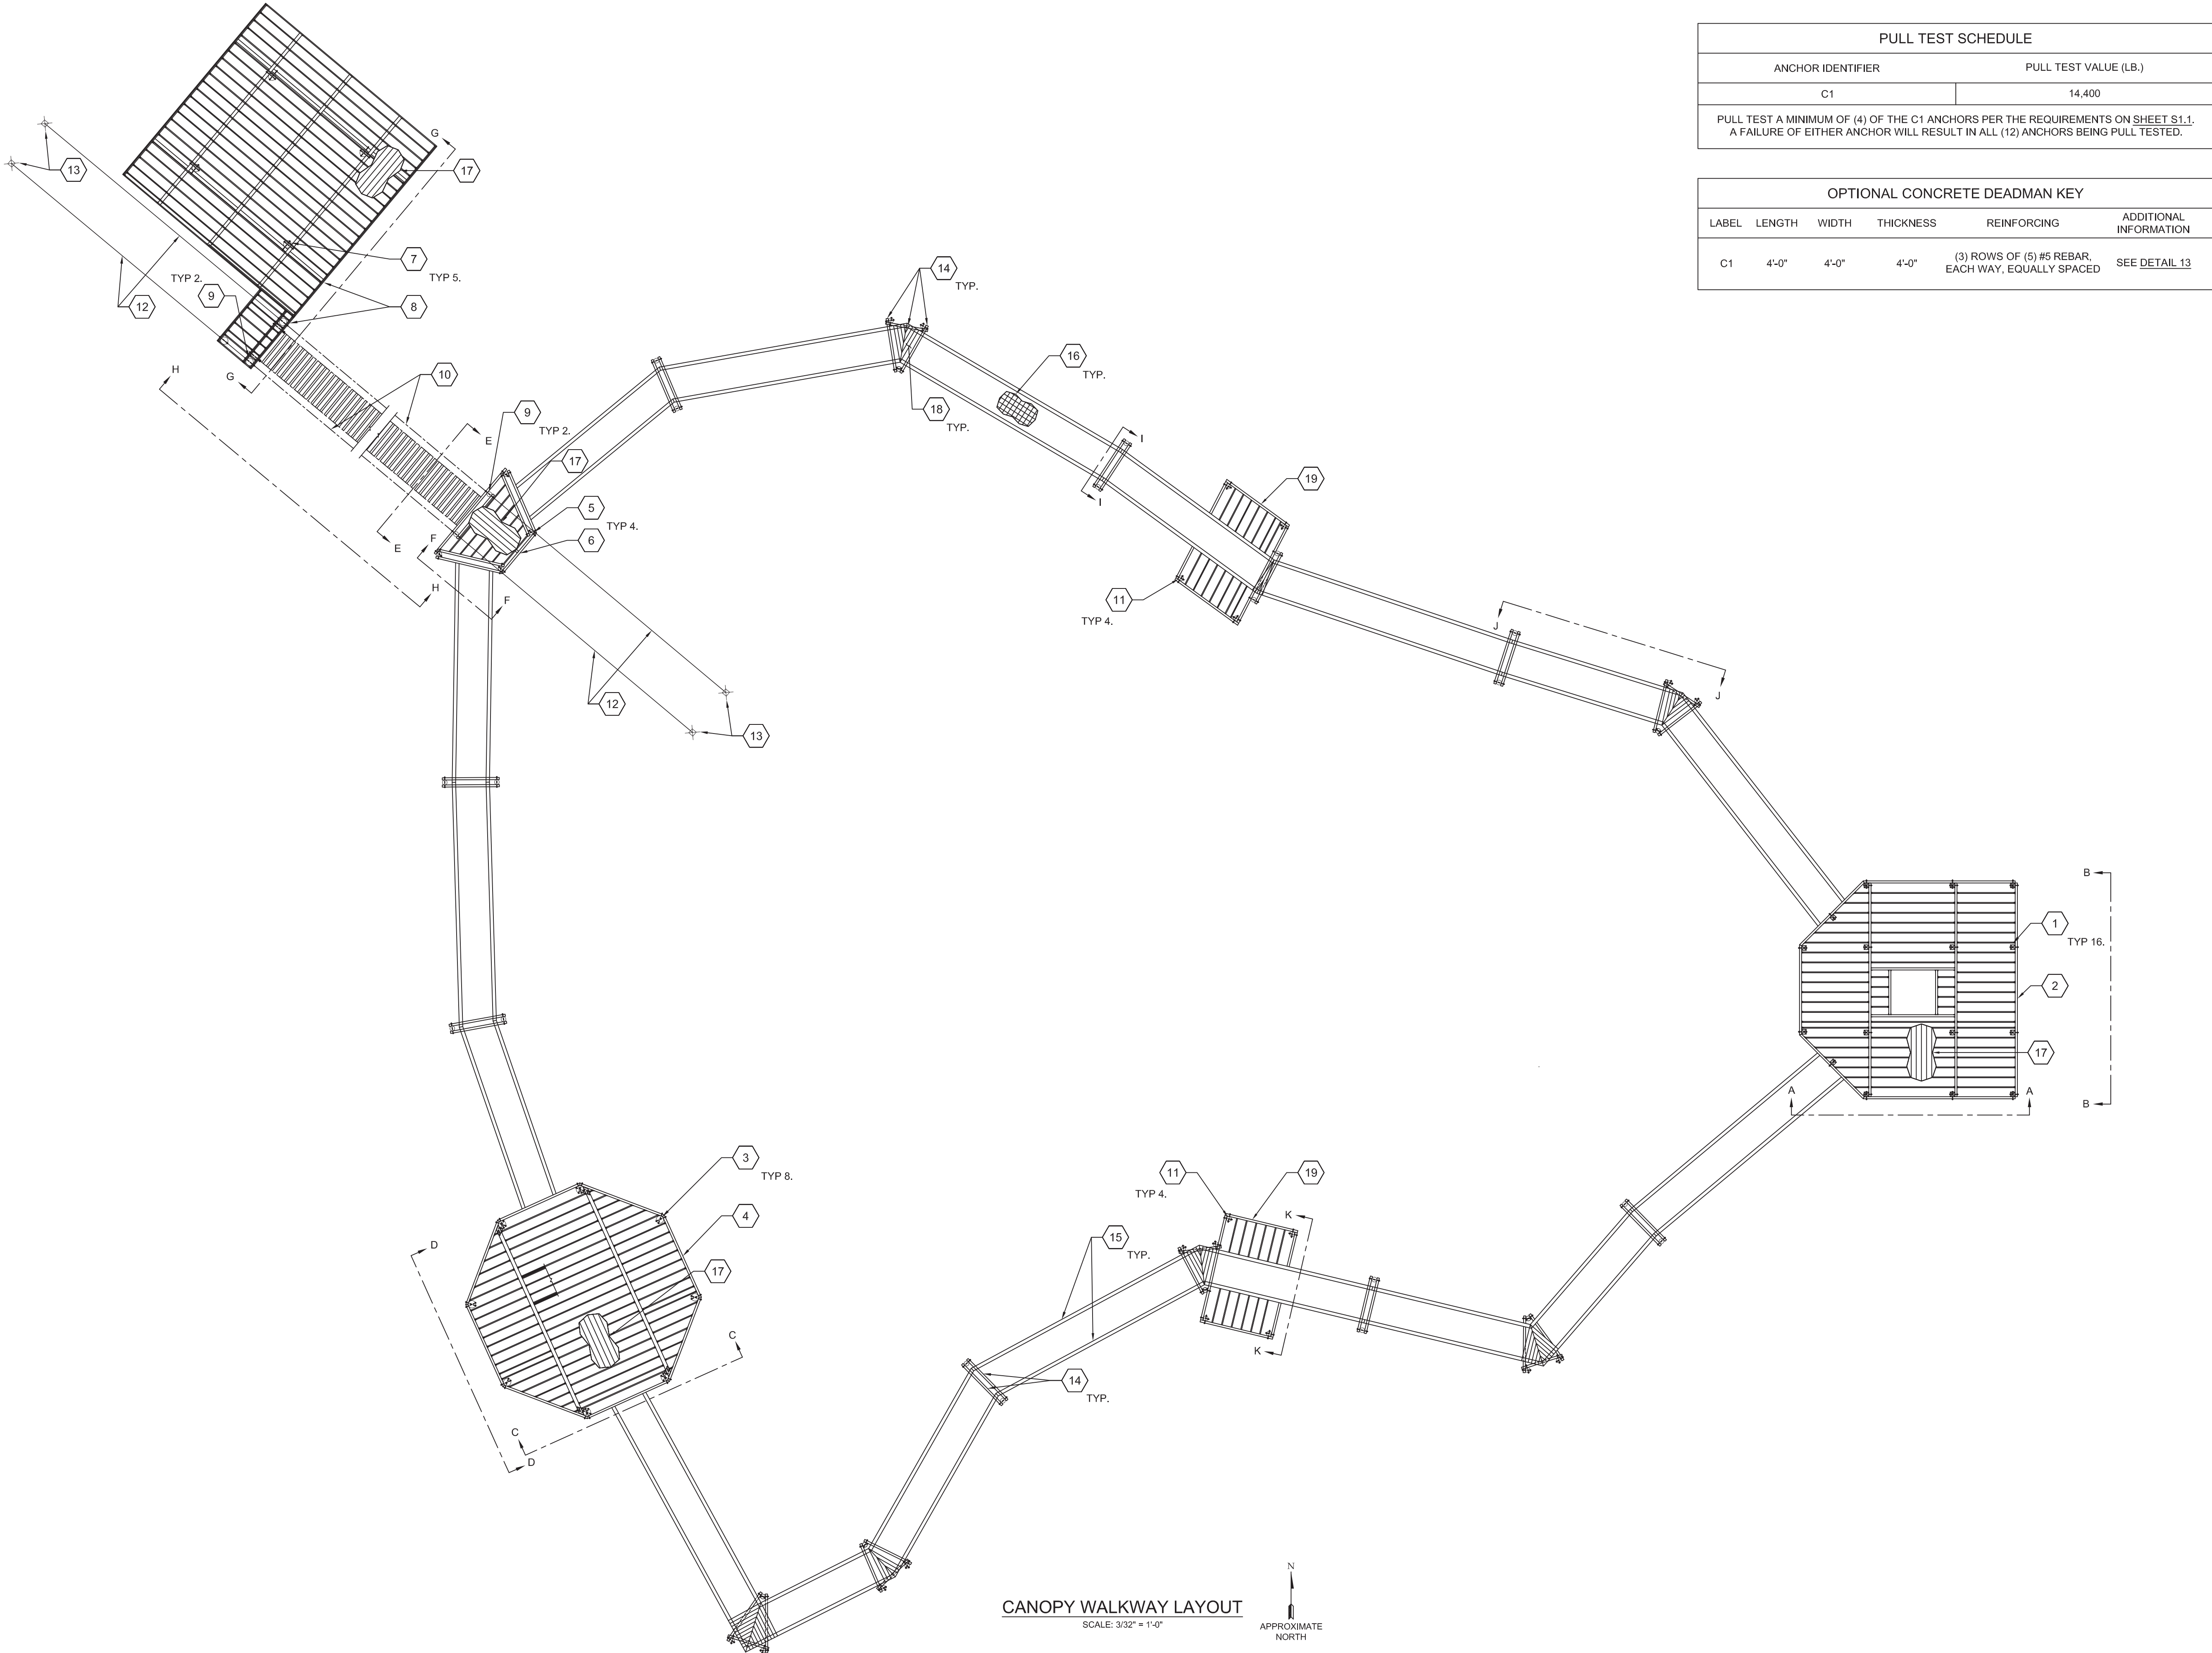 PULL TEST SCHEDULE
ANCHOR IDENTIFIER PULL TEST VALUE (LB.)
C1 14,400
PULL TEST A MINIMUM OF (4) OF THE C1 ANCHORS PER THE REQUIREMENTS ON SHEET S1.1.
A FAILURE OF EITHER ANCHOR WILL RESULT IN ALL (12) ANCHORS BEING PULL TESTED.
OPTIONAL CONCRETE DEADMAN KEY
LABEL LENGTH WIDTH THICKNESS REINFORCING ADDITIONAL INFORMATION
C1 4'-0" 4'-0" 4'-0" (3) ROWS OF (5) #5 REBAR, EACH WAY, EQUALLY SPACED SEE DETAIL 13
G
13
17
7
TYP 5.
TYP 2.
9
8
12
14
TYP.
H
G
10
16
TYP.
18
TYP.
9
TYP 2.
E
I
17
I
19
5
TYP 4.
6
E
F
H
F
11
TYP 4.
J
J
12
13
B
1
TYP 16.
2
17
A
A
B
3
TYP 8.
4
11
TYP 4.
19
K
D
15
TYP.
17
C
K
14
TYP.
C
D
CANOPY WALKWAY LAYOUT
SCALE: 3/32" = 1'-0"
N
APPROXIMATE
NORTH